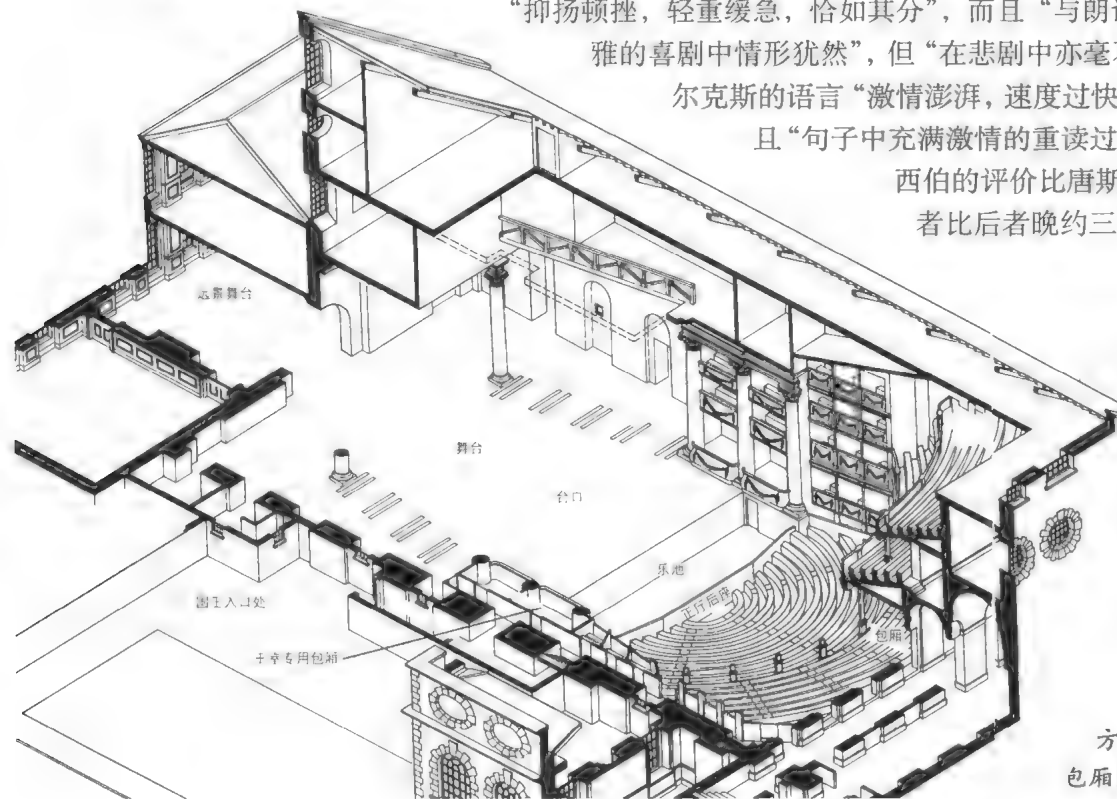 “抑扬顿挫，轻重缓急，恰如其分”，而且“与朗
雅的喜剧中情形犹然”，但“在悲剧中亦毫
尔克斯的语言“激情澎湃，速度过快
且“句子中充满激情的重读过
西伯的评价比唐斯
者比后者晚约三
远景舞台
舞台
台口
乐池
正厅后座
包厢
国王入口处
专用包厢
方
包厢